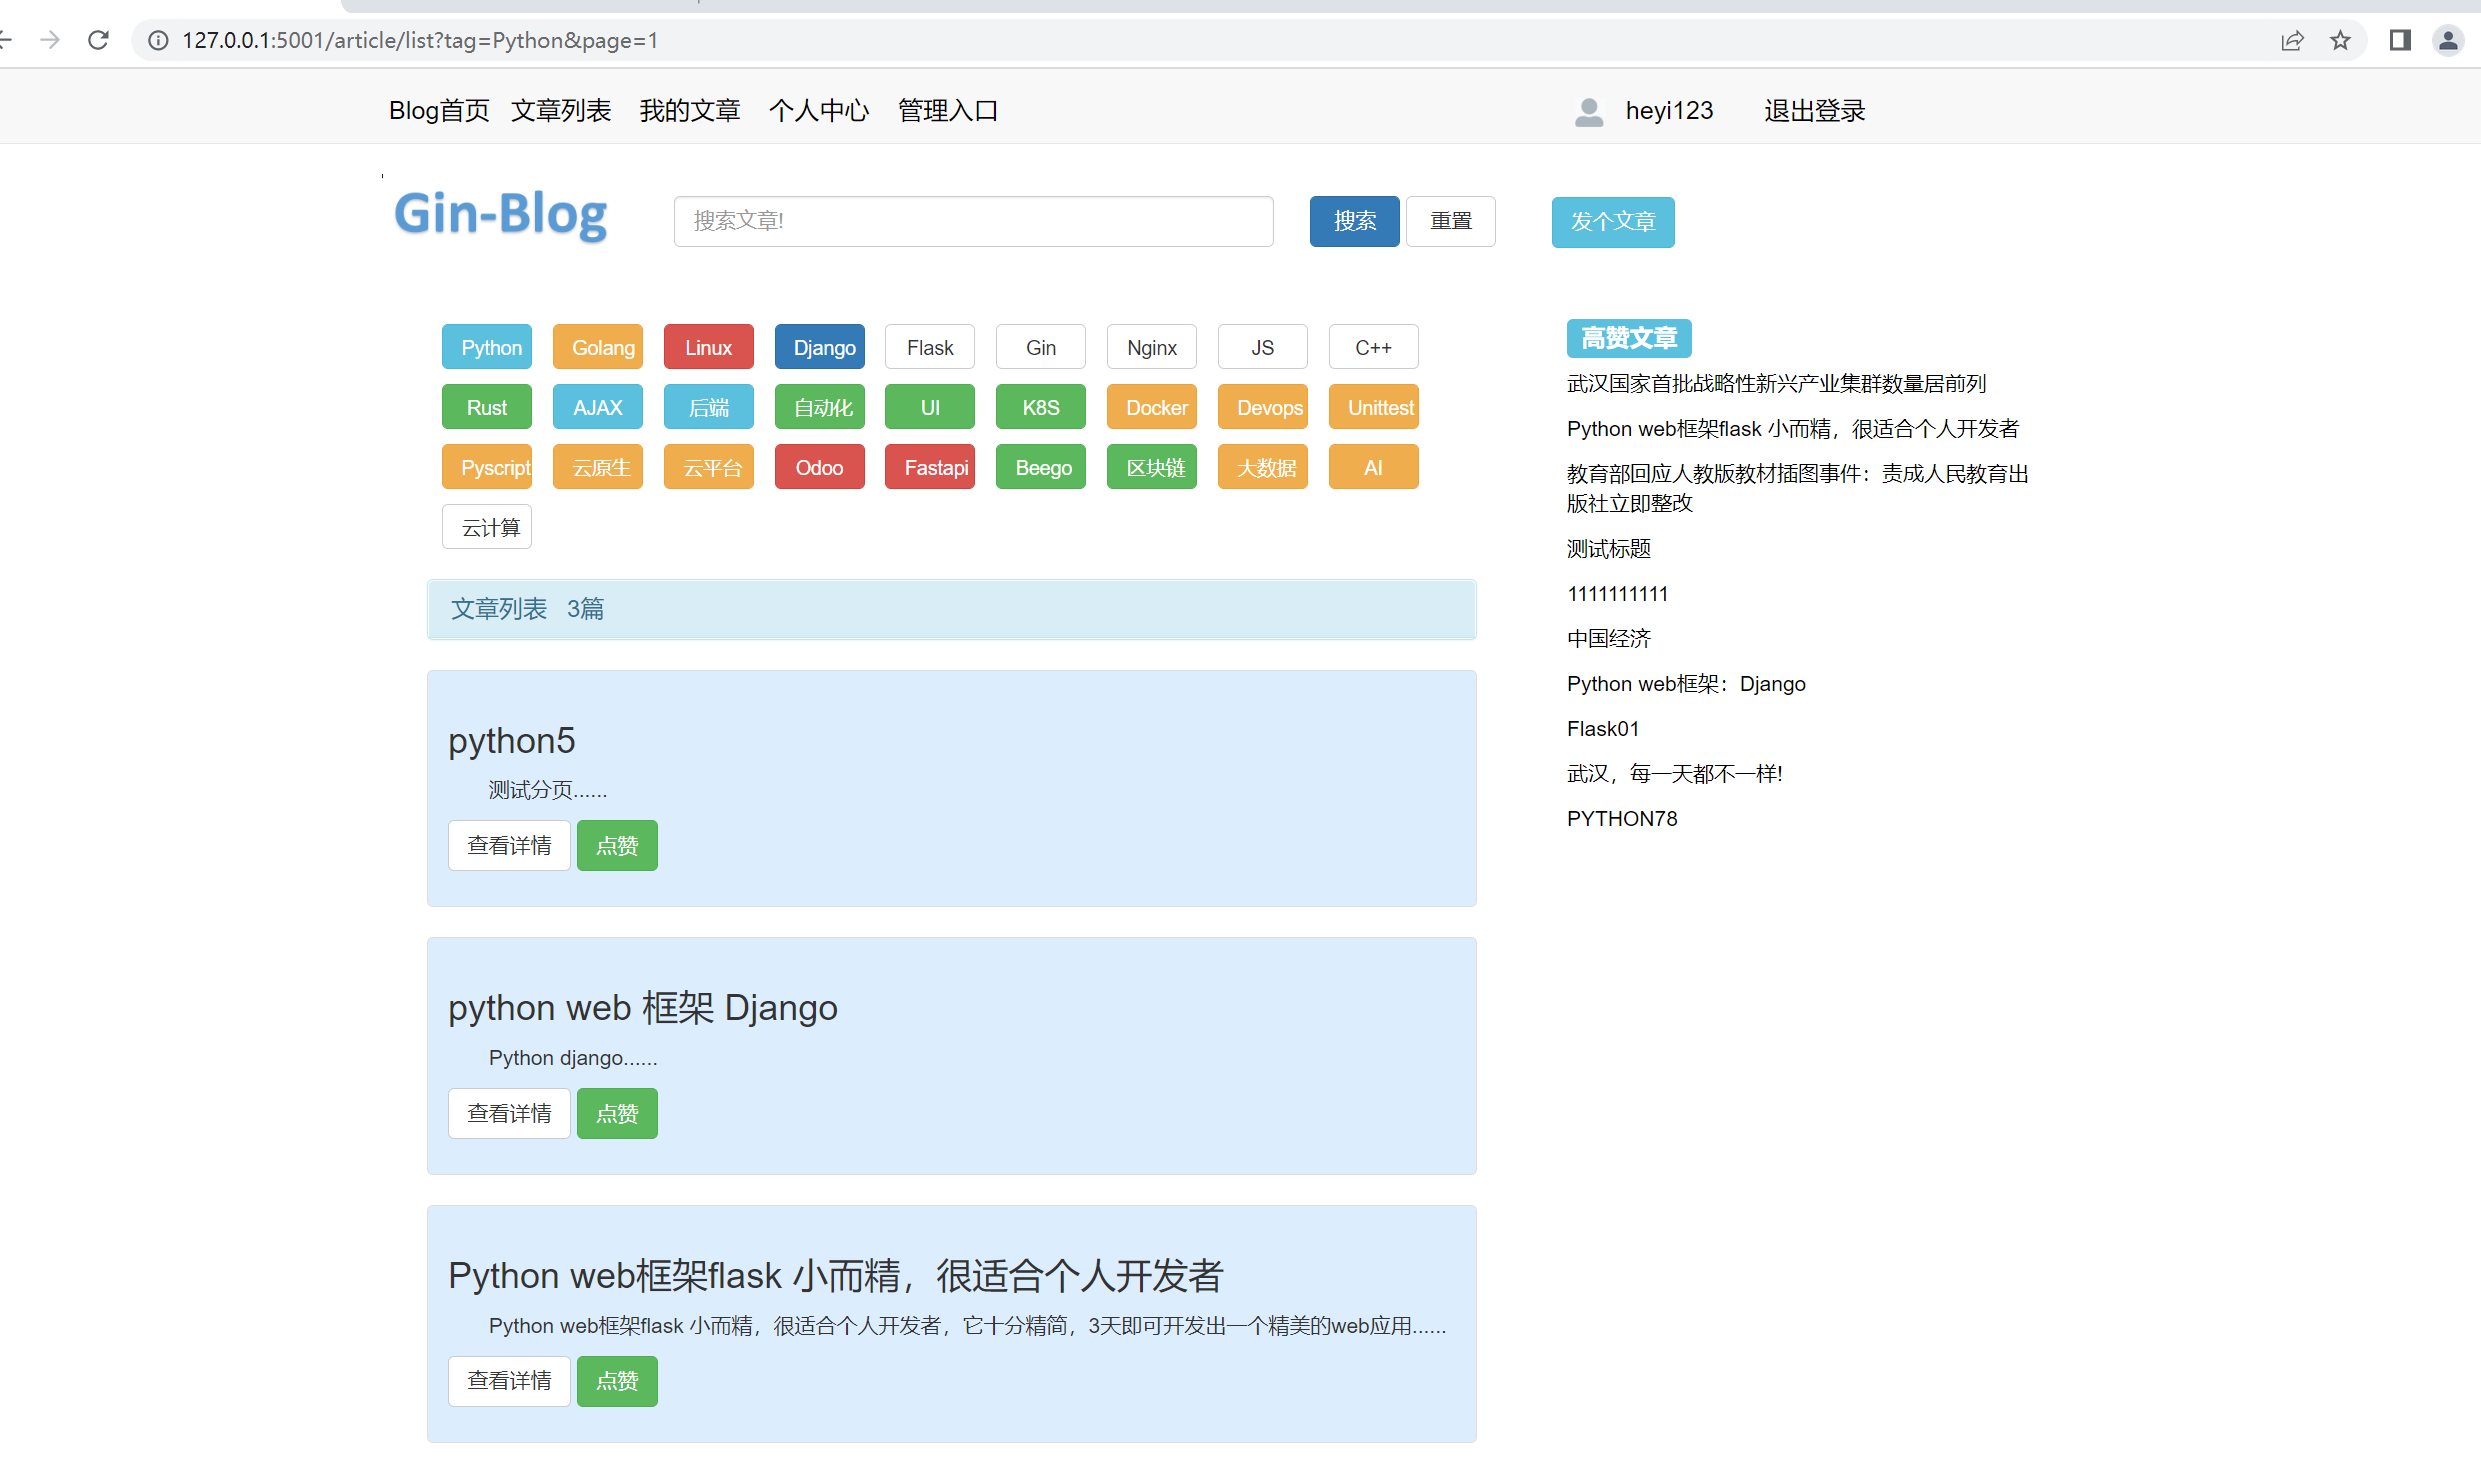 127.0.0.1:5001/article/list?tag=Python&page=1
Blog首页 文章列表 我的文章 个人中心 管理入口 heyi123 退出登录
Gin-Blog 搜索文章! 搜索 重置 发个文章
Python Golang Linux Django Flask Gin Nginx JS C++
Rust AJAX 后端 自动化 UI K8S Docker Devops Unittest
Pyscript 云原生 云平台 Odoo Fastapi Beego 区块链 大数据 AI
云计算
文章列表 3篇
python5
测试分页......
查看详情 点赞
python web 框架 Django
Python django......
查看详情 点赞
Python web框架flask 小而精，很适合个人开发者
Python web框架flask 小而精，很适合个人开发者，它十分精简，3天即可开发出一个精美的web应用......
查看详情 点赞
高赞文章
武汉国家首批战略性新兴产业集群数量居前列
Python web框架flask 小而精，很适合个人开发者
教育部回应人教版教材插图事件：责成人民教育出
版社立即整改
测试标题
1111111111
中国经济
Python web框架：Django
Flask01
武汉，每一天都不一样!
PYTHON78